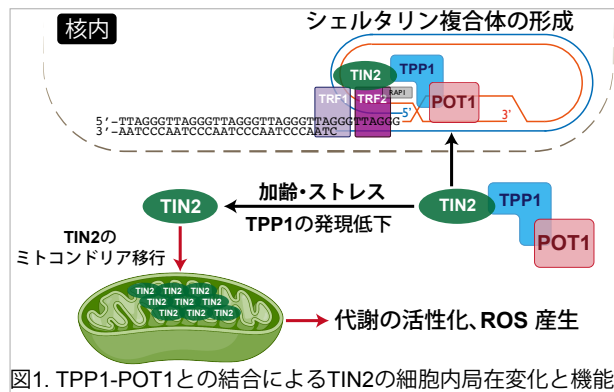 核内
シェルタリン複合体の形成
TIN2
TPP1
RAP1
TRF1
TRF2
POT1
5’
3’
5’-TTAGGGTTAGGGTTAGGGTTAGGGTTAGGGTTAGGG
3’-AATCCCAATCCCAATCCCAATCCCAATC
TIN2
加齢・ストレス
TPP1の発現低下
TIN2
TPP1
POT1
TIN2の
ミトコンドリア移行
TIN2 TIN2 TIN2
TIN2 TIN2 TIN2
TIN2 TIN2 TIN2
代謝の活性化、ROS 産生
図1. TPP1-POT1との結合によるTIN2の細胞内局在変化と機能